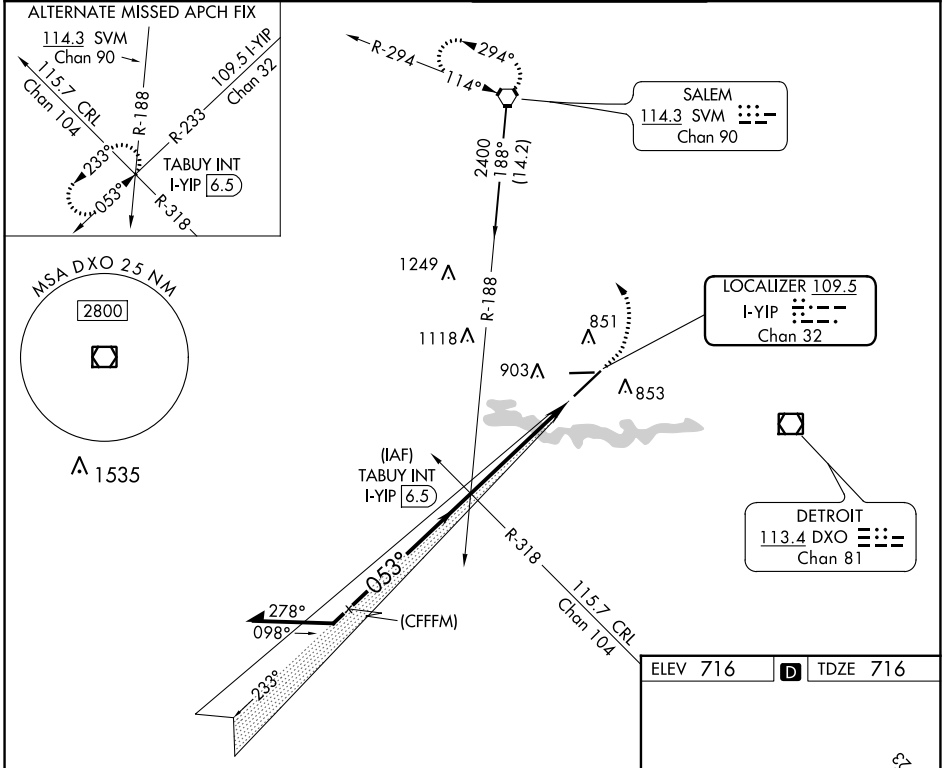 ALTERNATE MISSED APCH FIX
114.3 SVM
Chan 90
115.7 CRL
Chan 104
R-188
109.5 I-YIP
Chan 32
R-233
233°
053°
TABUY INT
I-YIP 6.5
R-318
R-294
294°
114°
SALEM
114.3 SVM
Chan 90
2400
188°
(14.2)
MSA DXO 25 NM
2800
1535
1249
R-188
1118
851
903
853
LOCALIZER 109.5
I-YIP
Chan 32
(IAF)
TABUY INT
I-YIP 6.5
R-318
DETROIT
113.4 DXO
Chan 81
053°
115.7 CRL
Chan 104
278°
098°
(CFFFM)
233°
ELEV 716
D
TDZE 716
23